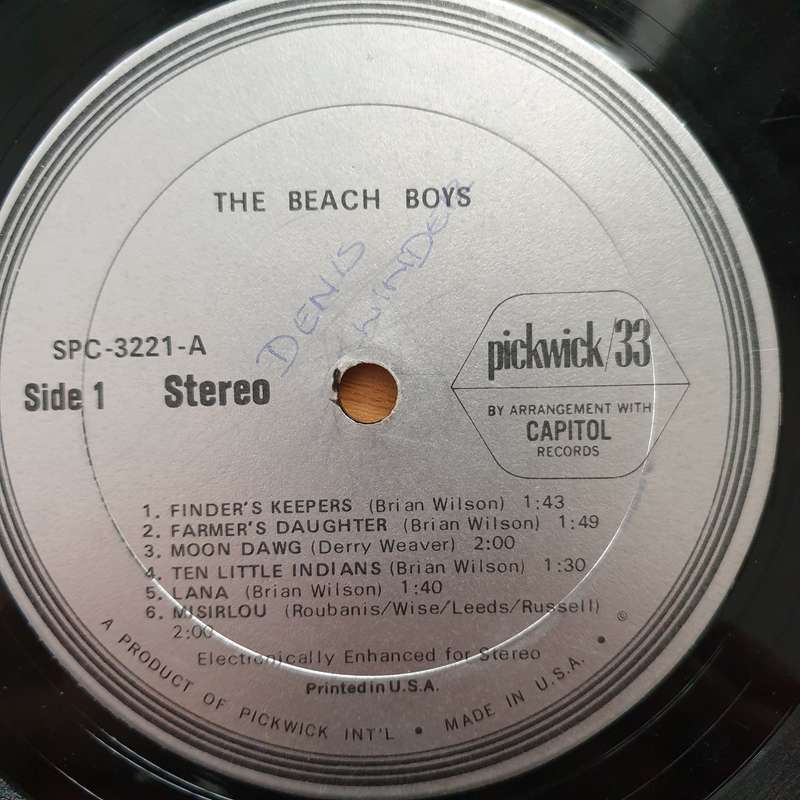 THE BEACH BOYS
DENIS
WINDER
SPC-3221-A
Side 1 Stereo
pickwick/33
BY ARRANGEMENT WITH
CAPITOL
RECORDS
1. FINDER'S KEEPERS (Brian Wilson) 1:43
2. FARMER'S DAUGHTER (Brian Wilson) 1:49
3. MOON DAWG (Derry Weaver) 2:00
4. TEN LITTLE INDIANS (Brian Wilson) 1:30
5. LANA (Brian Wilson) 1:40
6. MISIRLOU (Roubanis/Wise/Leeds/Russell)
2:00
Electronically Enhanced for Stereo
Printed in U.S.A.
A PRODUCT OF PICKWICK INT'L • MADE IN U.S.A. • ®